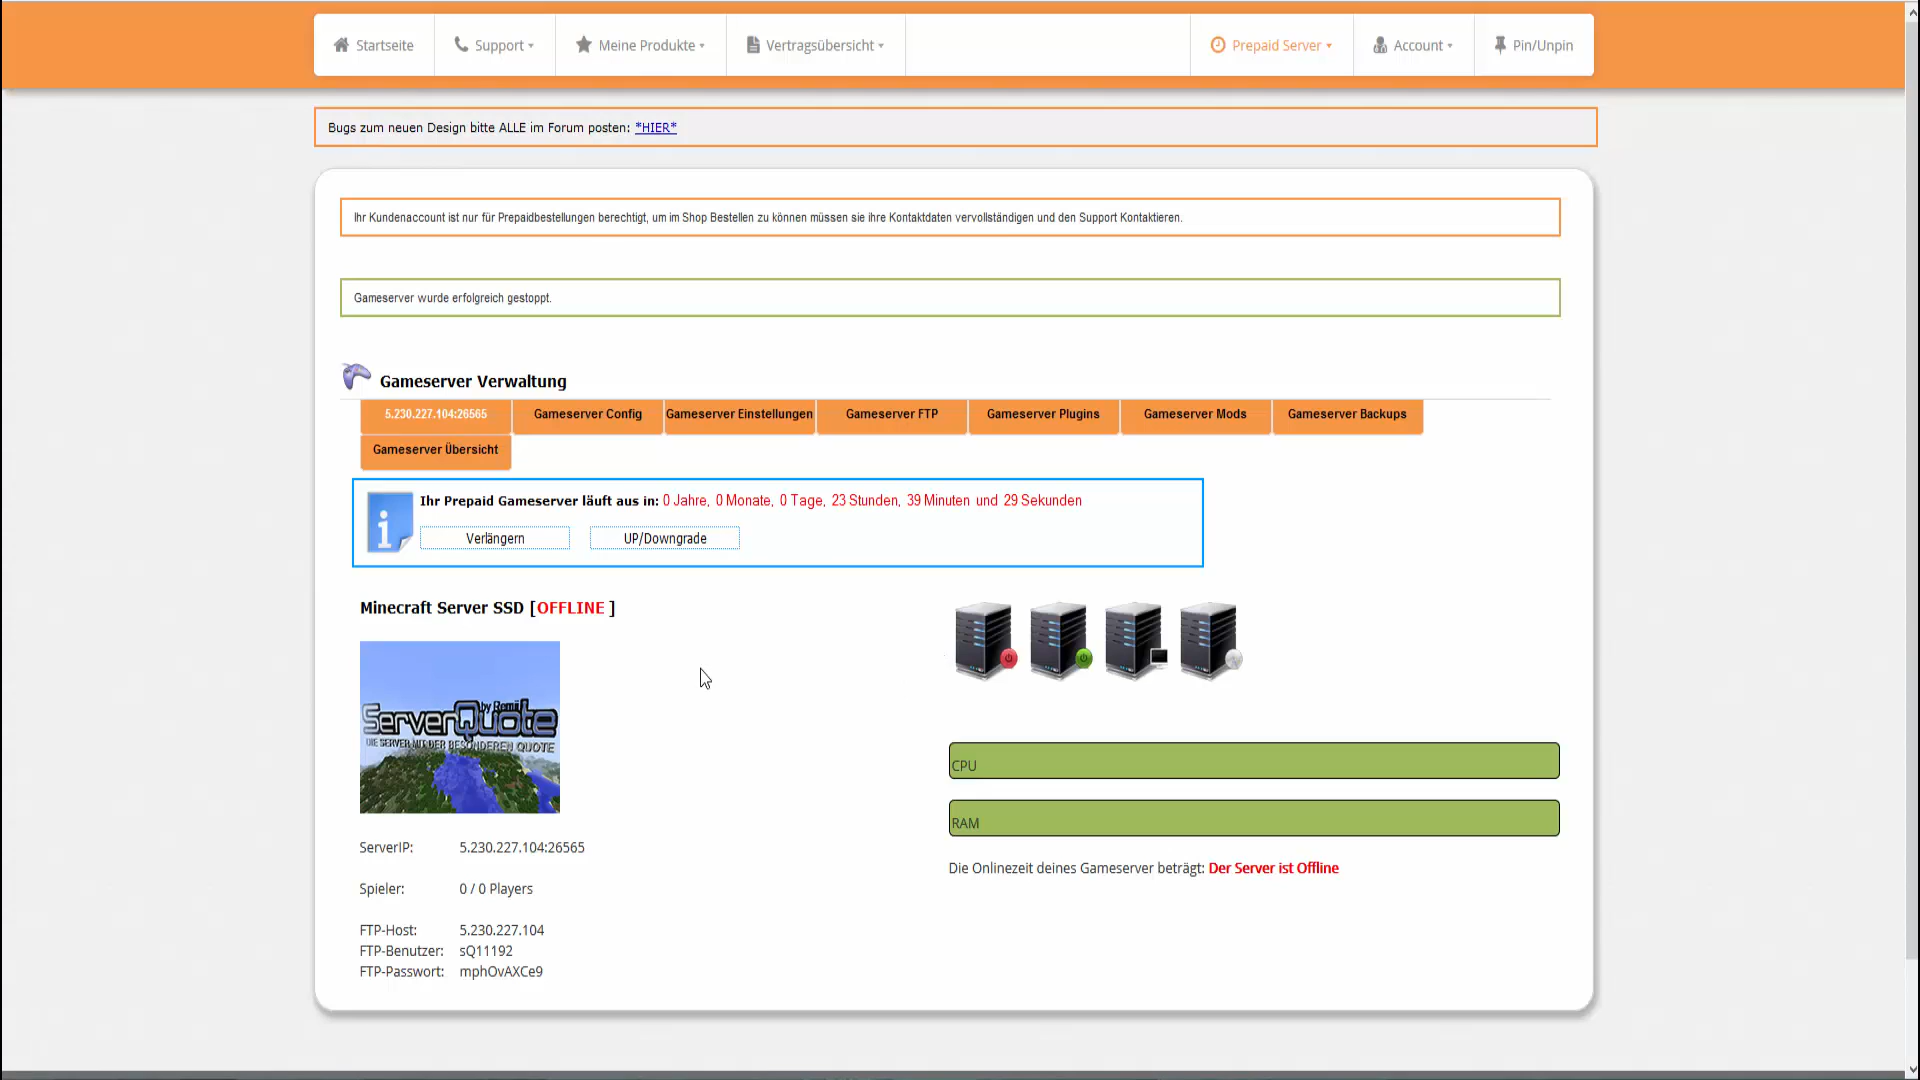 Startseite
Support
Meine Produkte
Vertragsübersicht
Prepaid Server
Account
Pin/Unpin
Bugs zum neuen Design bitte ALLE im Forum posten: *HIER*
Ihr Kundenaccount ist nur für Prepaidbestellungen berechtigt, um im Shop Bestellen zu können müssen sie ihre Kontaktdaten vervollständigen und den Support Kontaktieren.
Gameserver wurde erfolgreich gestoppt.
Gameserver Verwaltung
5.230.227.104:26565
Gameserver Config
Gameserver Einstellungen
Gameserver FTP
Gameserver Plugins
Gameserver Mods
Gameserver Backups
Gameserver Übersicht
Ihr Prepaid Gameserver läuft aus in: 0 Jahre, 0 Monate, 0 Tage, 23 Stunden, 39 Minuten und 29 Sekunden
Verlängern
UP/Downgrade
Minecraft Server SSD [OFFLINE ]
by Remii
ServerQuote
DIE SERVER MIT DER BESONDEREN QUOTE
ServerIP: 5.230.227.104:26565
Spieler: 0 / 0 Players
FTP-Host: 5.230.227.104
FTP-Benutzer: sQ11192
FTP-Passwort: mphOvAXCe9
CPU
RAM
Die Onlinezeit deines Gameserver beträgt: Der Server ist Offline